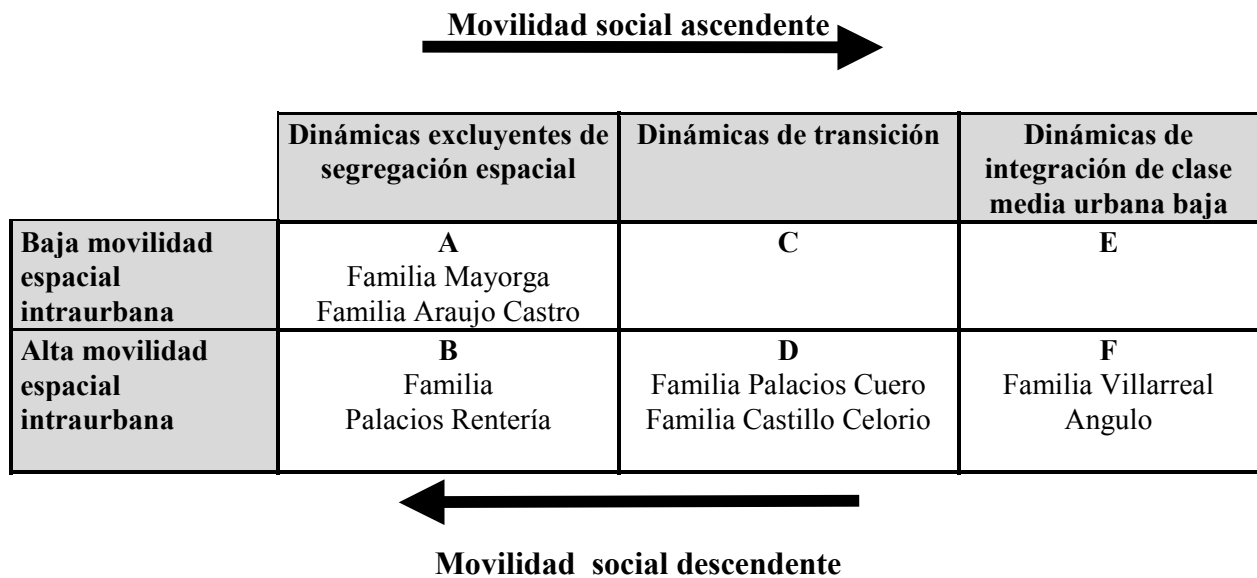 Movilidad social ascendente
Dinámicas excluyentes de
segregación espacial
Dinámicas de transición
Dinámicas de
integración de clase
media urbana baja
Baja movilidad
espacial
intraurbana
A
Familia Mayorga
Familia Araujo Castro
C
E
Alta movilidad
espacial
intraurbana
B
Familia
Palacios Rentería
D
Familia Palacios Cuero
Familia Castillo Celorio
F
Familia Villarreal
Angulo
Movilidad social descendente